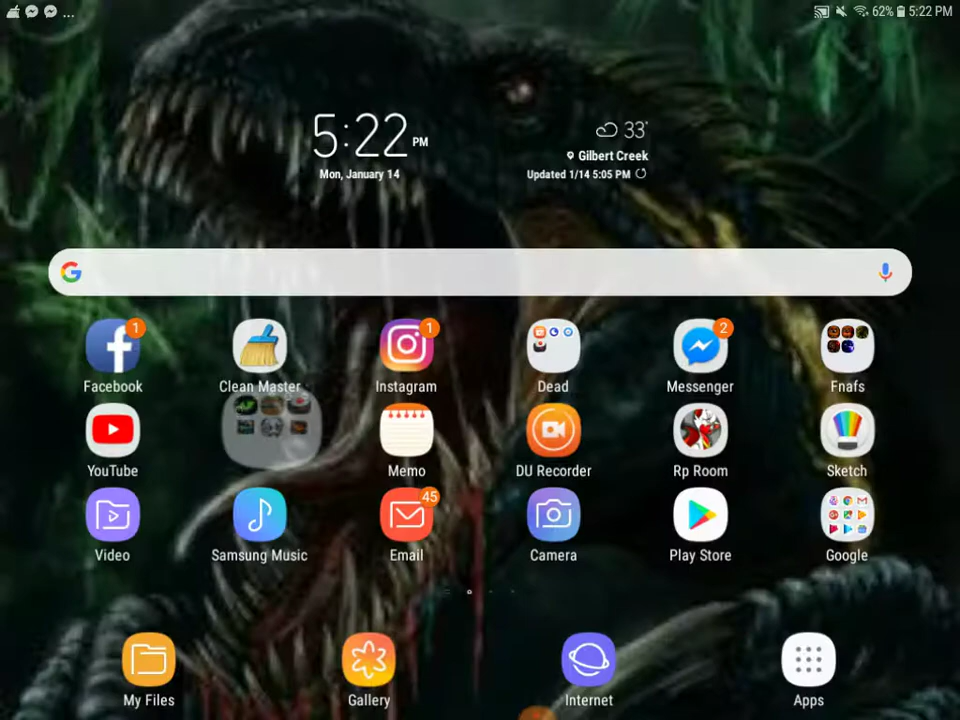 ... 62% 5:22 PM
5:22 PM
Mon, January 14
33°
Gilbert Creek
Updated 1/14 5:05 PM
G
1 1 2
Facebook Clean Master Instagram Dead Messenger Fnafs
YouTube Memo DU Recorder Rp Room Sketch
45
Video Samsung Music Email Camera Play Store Google
My Files Gallery Internet Apps